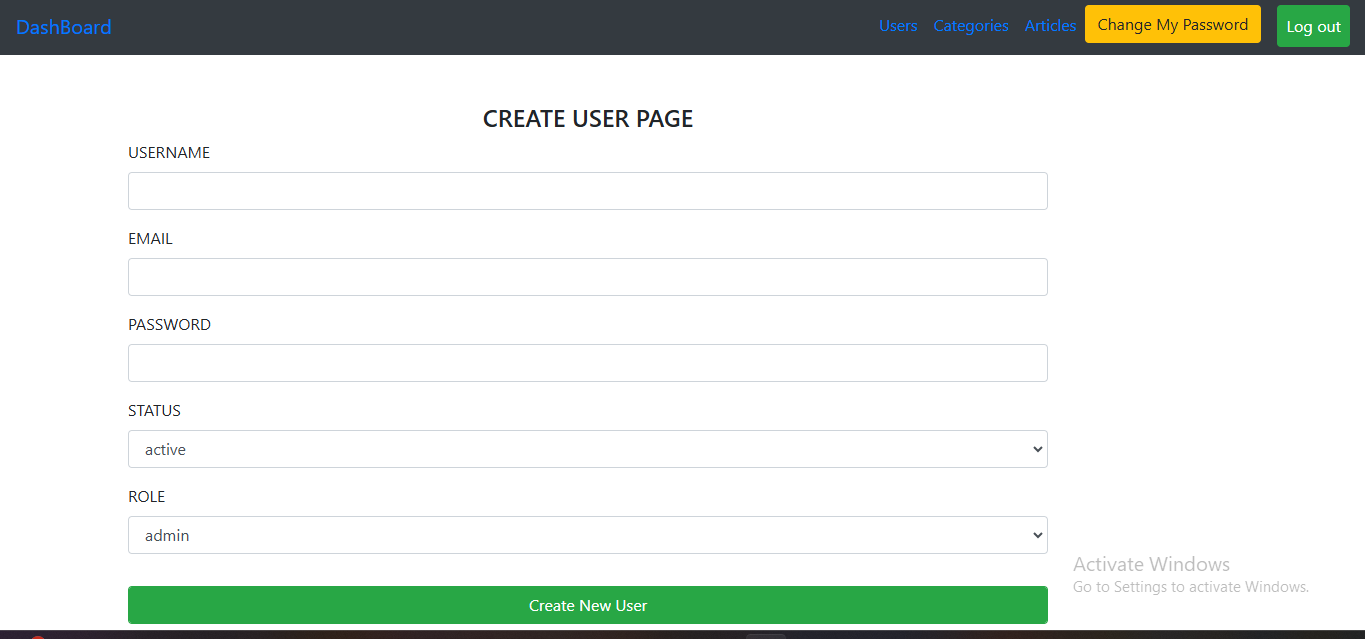 DashBoard
Users Categories Articles Change My Password Log out
CREATE USER PAGE
USERNAME
EMAIL
PASSWORD
STATUS
active
ROLE
admin
Create New User
Activate Windows
Go to Settings to activate Windows.